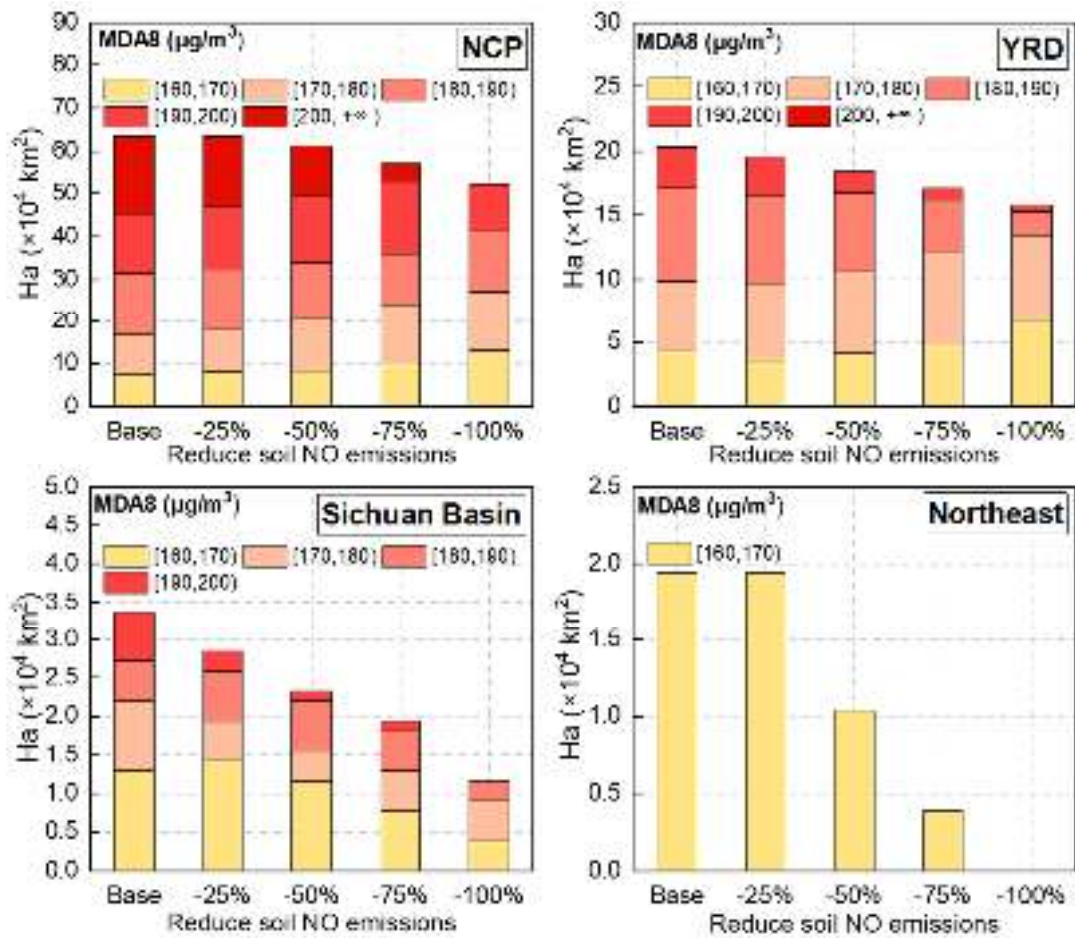 MDA8 (µg/m³)
NCP
[160,170) [170,180) [180,190)
[190,200) [200, +∞ )
90
80
70
60
50
40
30
20
10
0
Ha (×10⁴ km²)
Base -25% -50% -75% -100%
Reduce soil NO emissions
MDA8 (µg/m³)
YRD
[160,170) [170,180) [180,190)
[190,200) [200, +∞ )
30
25
20
15
10
5
0
Ha (×10⁴ km²)
Base -25% -50% -75% -100%
Reduce soil NO emissions
MDA8 (µg/m³)
Sichuan Basin
[160,170) [170,180) [180,190)
[190,200)
5.0
4.5
4.0
3.5
3.0
2.5
2.0
1.5
1.0
0.5
0.0
Ha (×10⁴ km²)
Base -25% -50% -75% -100%
Reduce soil NO emissions
MDA8 (µg/m³)
Northeast
[160,170)
2.5
2.0
1.5
1.0
0.5
0.0
Ha (×10⁴ km²)
Base -25% -50% -75% -100%
Reduce soil NO emissions